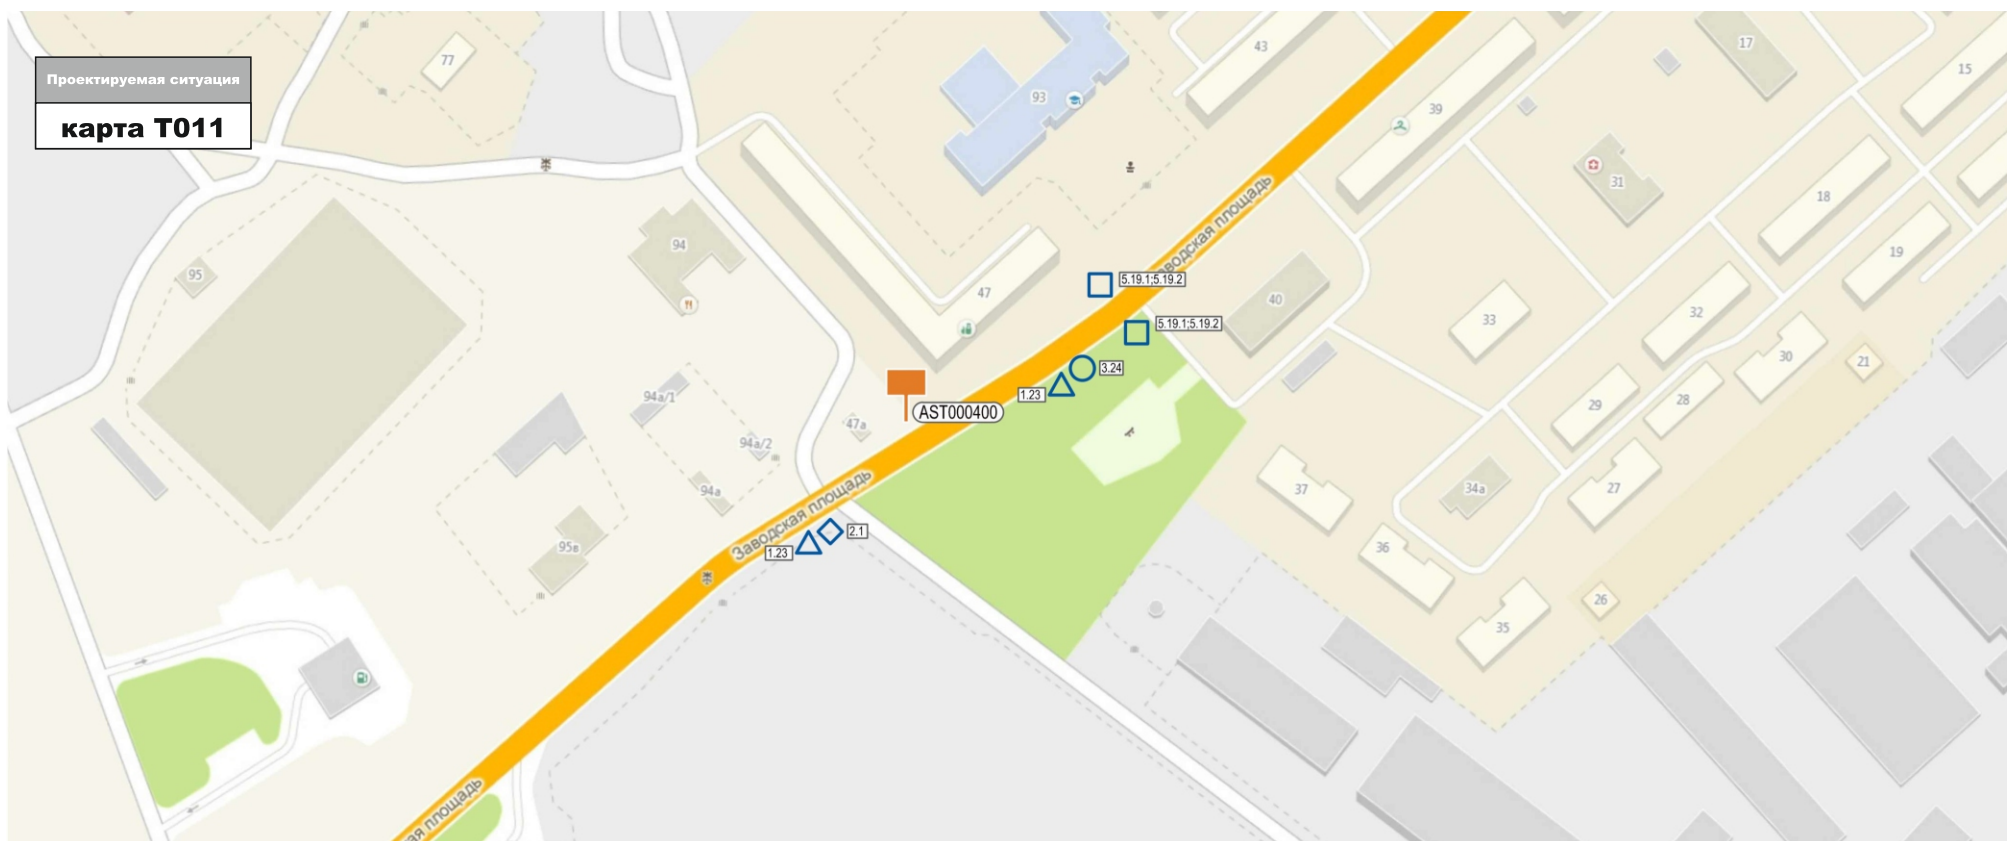 Проектируемая ситуация
карта Т011
77
93
43
39
17
15
31
18
19
95
94
47
40
33
32
30
21
5.19.1;5.19.2
5.19.1;5.19.2
3.24
1.23
AST000400
94а/1
94а/2
94а
47а
95в
29
28
27
37
34а
36
35
26
2.1
1.23
Заводская площадь
аводская площадь
ая площадь